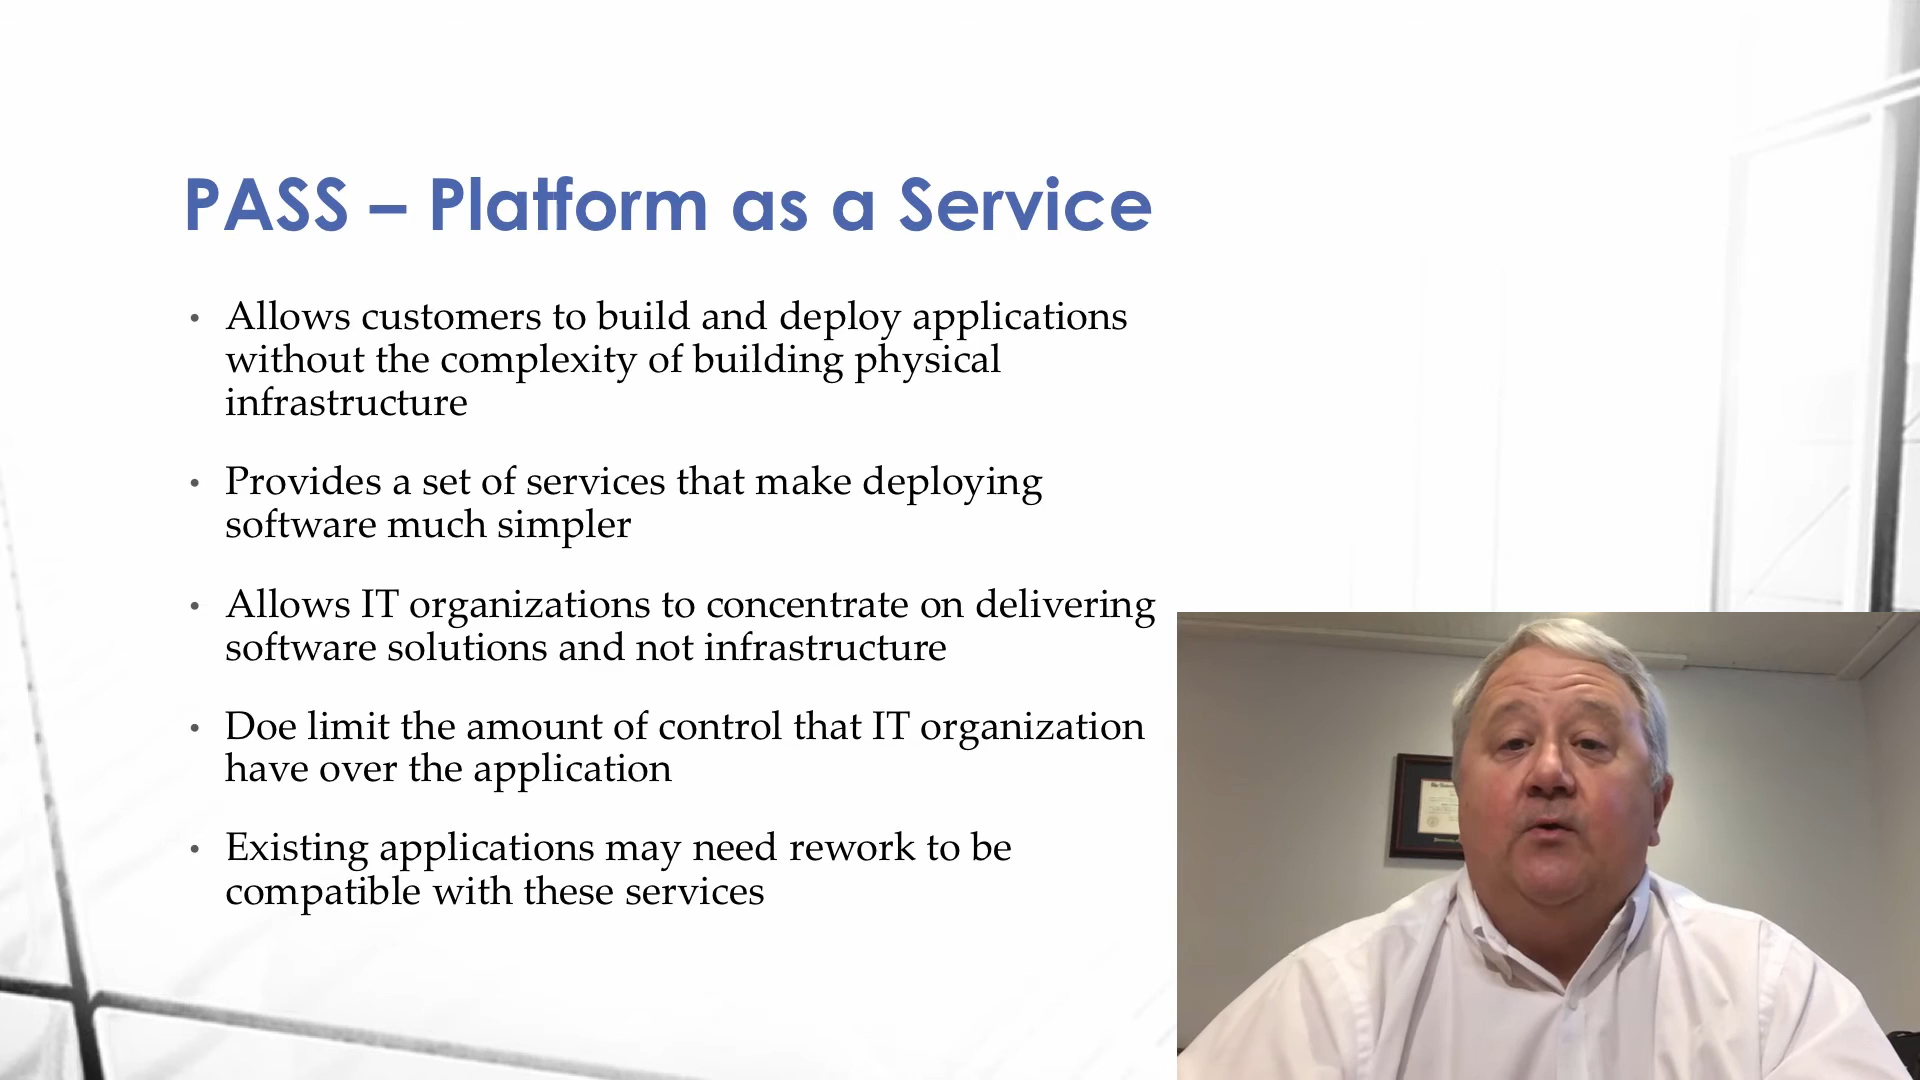 PASS – Platform as a Service
• Allows customers to build and deploy applications
without the complexity of building physical
infrastructure
• Provides a set of services that make deploying
software much simpler
• Allows IT organizations to concentrate on delivering
software solutions and not infrastructure
• Doe limit the amount of control that IT organization
have over the application
• Existing applications may need rework to be
compatible with these services